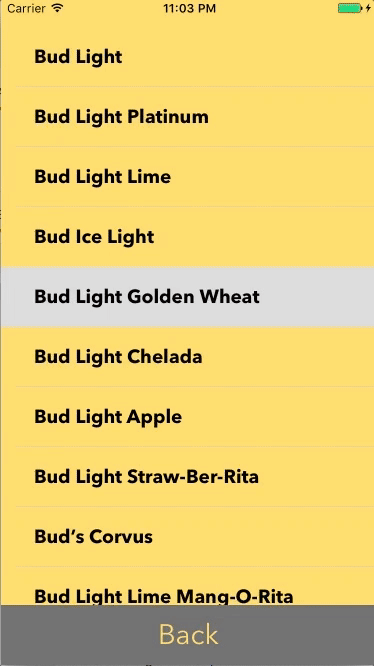 Carrier 11:03 PM
Bud Light
Bud Light Platinum
Bud Light Lime
Bud Ice Light
Bud Light Golden Wheat
Bud Light Chelada
Bud Light Apple
Bud Light Straw-Ber-Rita
Bud’s Corvus
Bud Light Lime Mang-O-Rita
Back